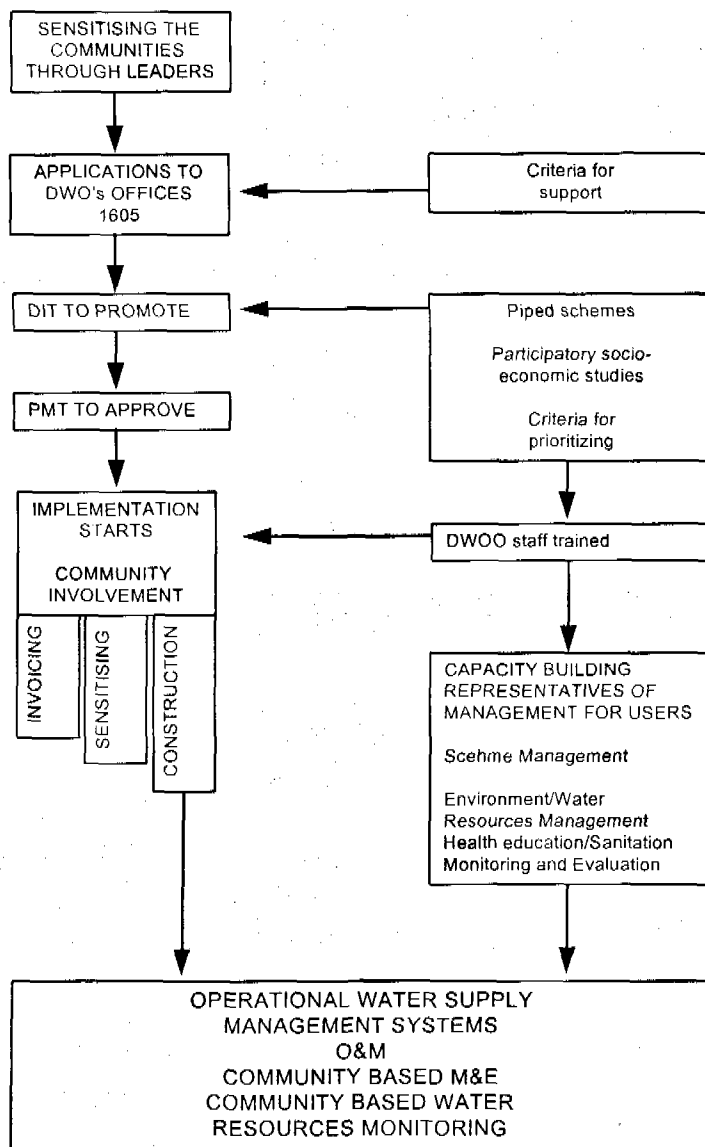 SENSITISING THE
COMMUNITIES
THROUGH LEADERS
APPLICATIONS TO
DWO's OFFICES
1605
Criteria for
support
DIT TO PROMOTE
Piped schemes
Participatory socio-
economic studies
Criteria for
prioritizing
PMT TO APPROVE
IMPLEMENTATION
STARTS
COMMUNITY
INVOLVEMENT
DWOO staff trained
INVOICING
SENSITISING
CONSTRUCTION
CAPACITY BUILDING
REPRESENTATIVES OF
MANAGEMENT FOR USERS
Scehme Management
Environment/Water
Resources Management
Health education/Sanitation
Monitoring and Evaluation
OPERATIONAL WATER SUPPLY
MANAGEMENT SYSTEMS
O&M
COMMUNITY BASED M&E
COMMUNITY BASED WATER
RESOURCES MONITORING